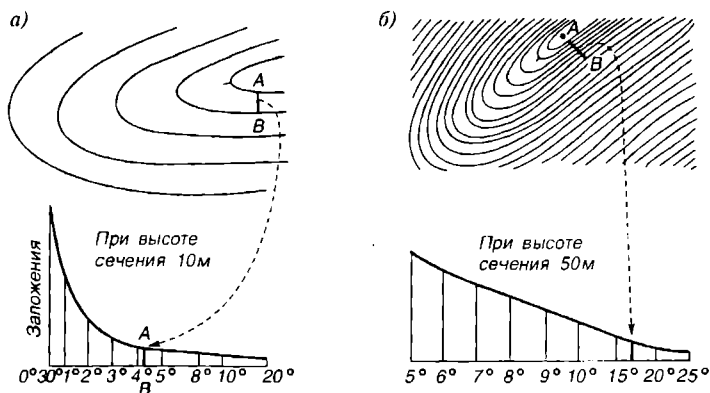 а)
A
B
Заложения
При высоте
сечения 10м
A
0°30° 1° 2° 3° 4° 5° 8° 10° 20°
B
б)
A
B
При высоте
сечения 50м
5° 6° 7° 8° 9° 10° 15° 20° 25°